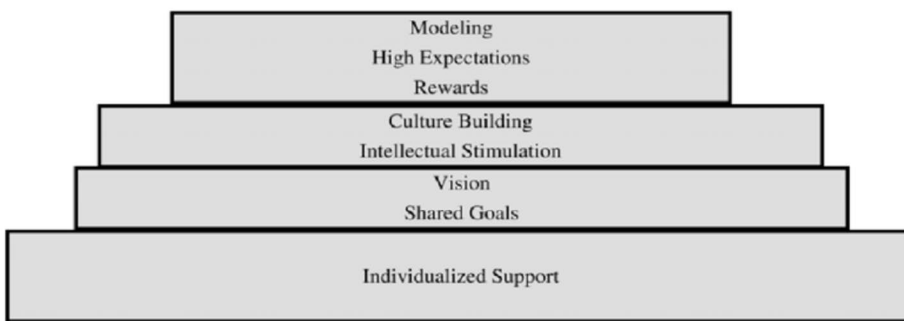 Modeling
High Expectations
Rewards
Culture Building
Intellectual Stimulation
Vision
Shared Goals
Individualized Support